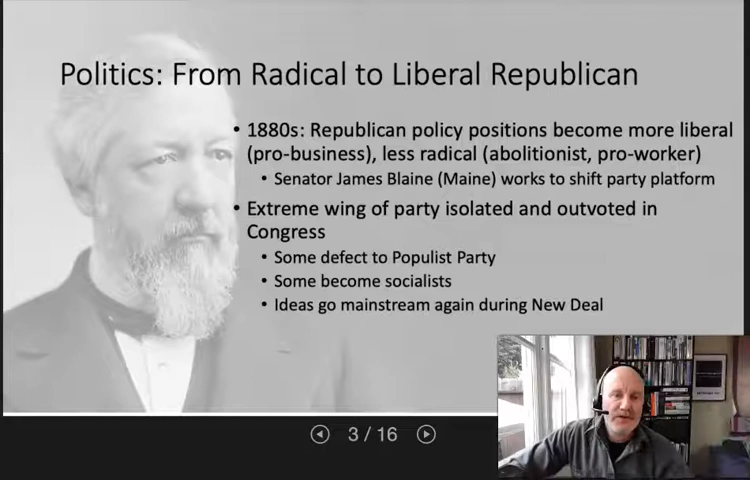 Politics: From Radical to Liberal Republican
• 1880s: Republican policy positions become more liberal
(pro-business), less radical (abolitionist, pro-worker)
• Senator James Blaine (Maine) works to shift party platform
• Extreme wing of party isolated and outvoted in
Congress
• Some defect to Populist Party
• Some become socialists
• Ideas go mainstream again during New Deal
3 / 16